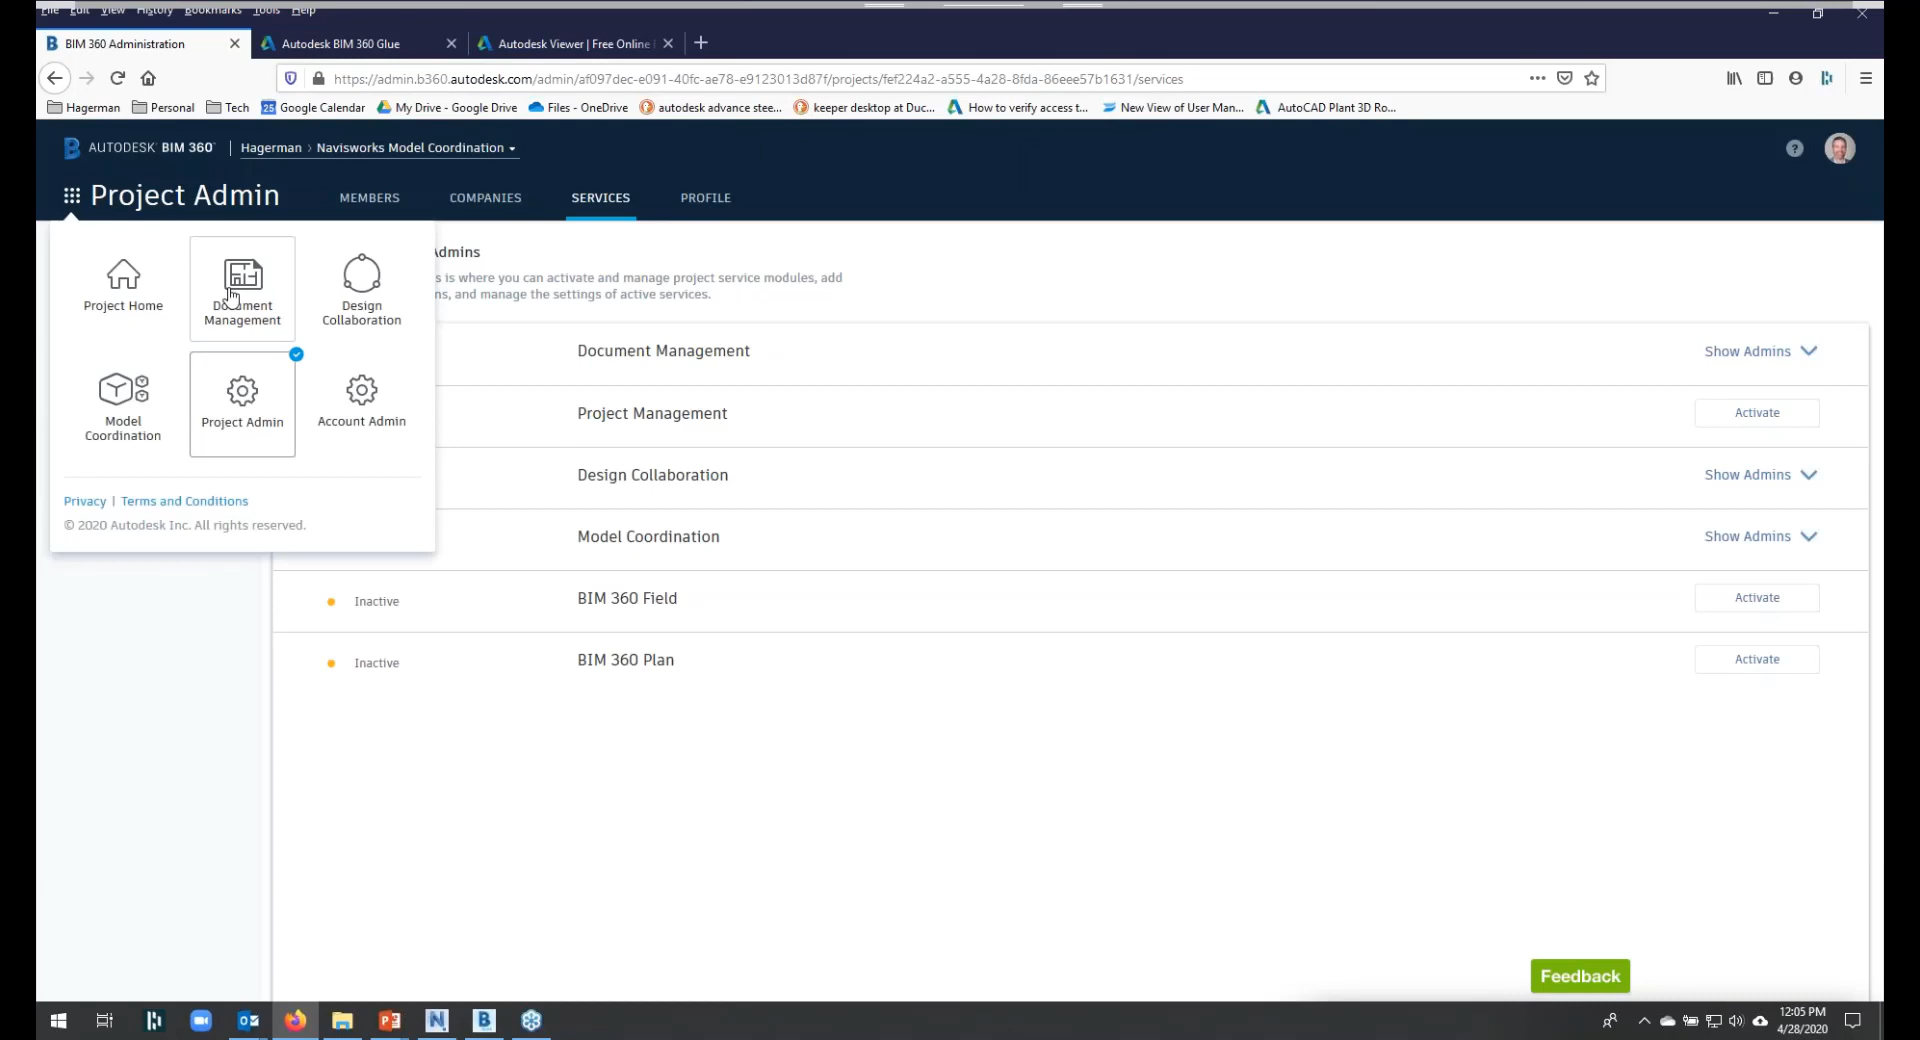 File Edit View History Bookmarks Tools Help
BIM 360 Administration
Autodesk BIM 360 Glue
Autodesk Viewer | Free Online
https://admin.b360.autodesk.com/admin/af097dec-e091-40fc-ae78-e9123013d87f/projects/fef224a2-a555-4a28-8fda-86eee57b1631/services
Hagerman
Personal
Tech
Google Calendar
My Drive - Google Drive
Files - OneDrive
autodesk advance stee...
keeper desktop at Duc...
How to verify access t...
New View of User Man...
AutoCAD Plant 3D Ro...
AUTODESK BIM 360
Hagerman > Navisworks Model Coordination
Project Admin
MEMBERS
COMPANIES
SERVICES
PROFILE
Project Home
Document
Management
Design
Collaboration
Model
Coordination
Project Admin
Account Admin
Privacy | Terms and Conditions
© 2020 Autodesk Inc. All rights reserved.
Admins
s is where you can activate and manage project service modules, add
ns, and manage the settings of active services.
Document Management
Show Admins
Project Management
Activate
Design Collaboration
Show Admins
Model Coordination
Show Admins
Inactive
BIM 360 Field
Activate
Inactive
BIM 360 Plan
Activate
Feedback
12:05 PM
4/28/2020